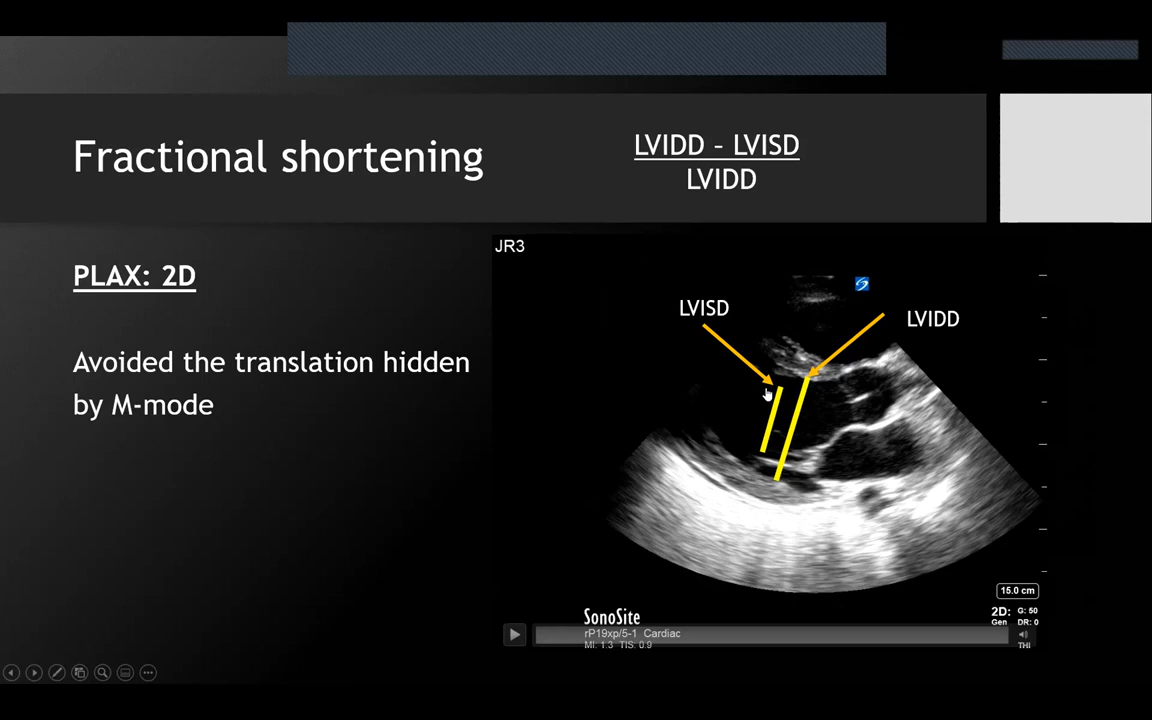 Fractional shortening
LVIDD – LVISD
LVIDD
PLAX: 2D
Avoided the translation hidden
by M-mode
JR3
LVISD
LVIDD
15.0 cm
2D:
G: 50
Gen
DR: 0
SonoSite
rP19xp/5-1 Cardiac
MI: 1.3 TIS: 0.9
THI